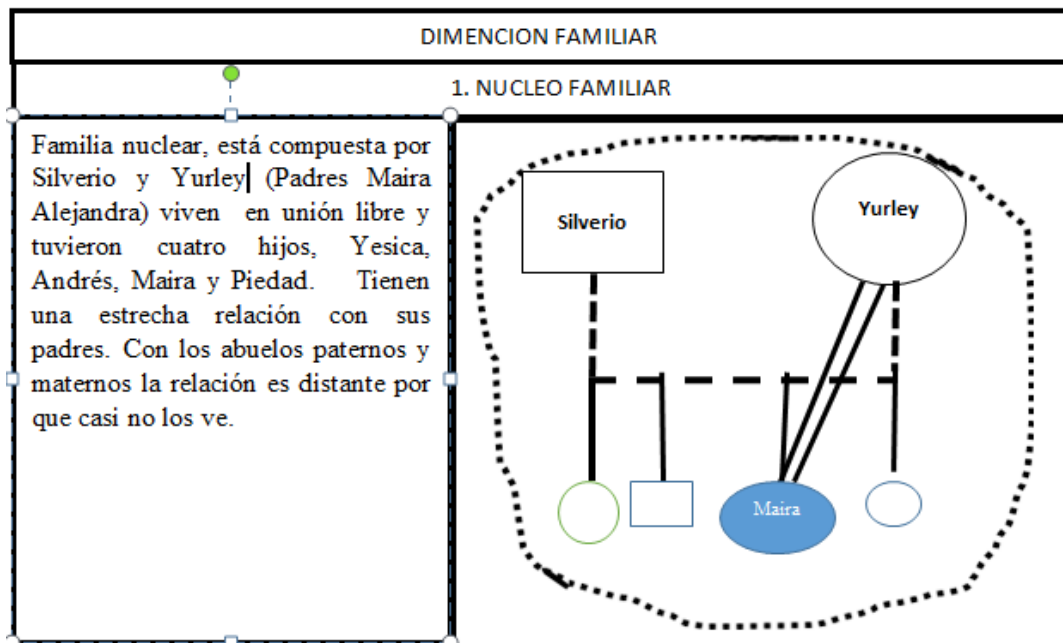 DIMENCION FAMILIAR
1. NUCLEO FAMILIAR
Familia nuclear, está compuesta por
Silverio y Yurley (Padres Maira
Alejandra) viven en unión libre y
tuvieron cuatro hijos, Yesica,
Andrés, Maira y Piedad. Tienen
una estrecha relación con sus
padres. Con los abuelos paternos y
maternos la relación es distante por
que casi no los ve.
Silverio
Yurley
Maira